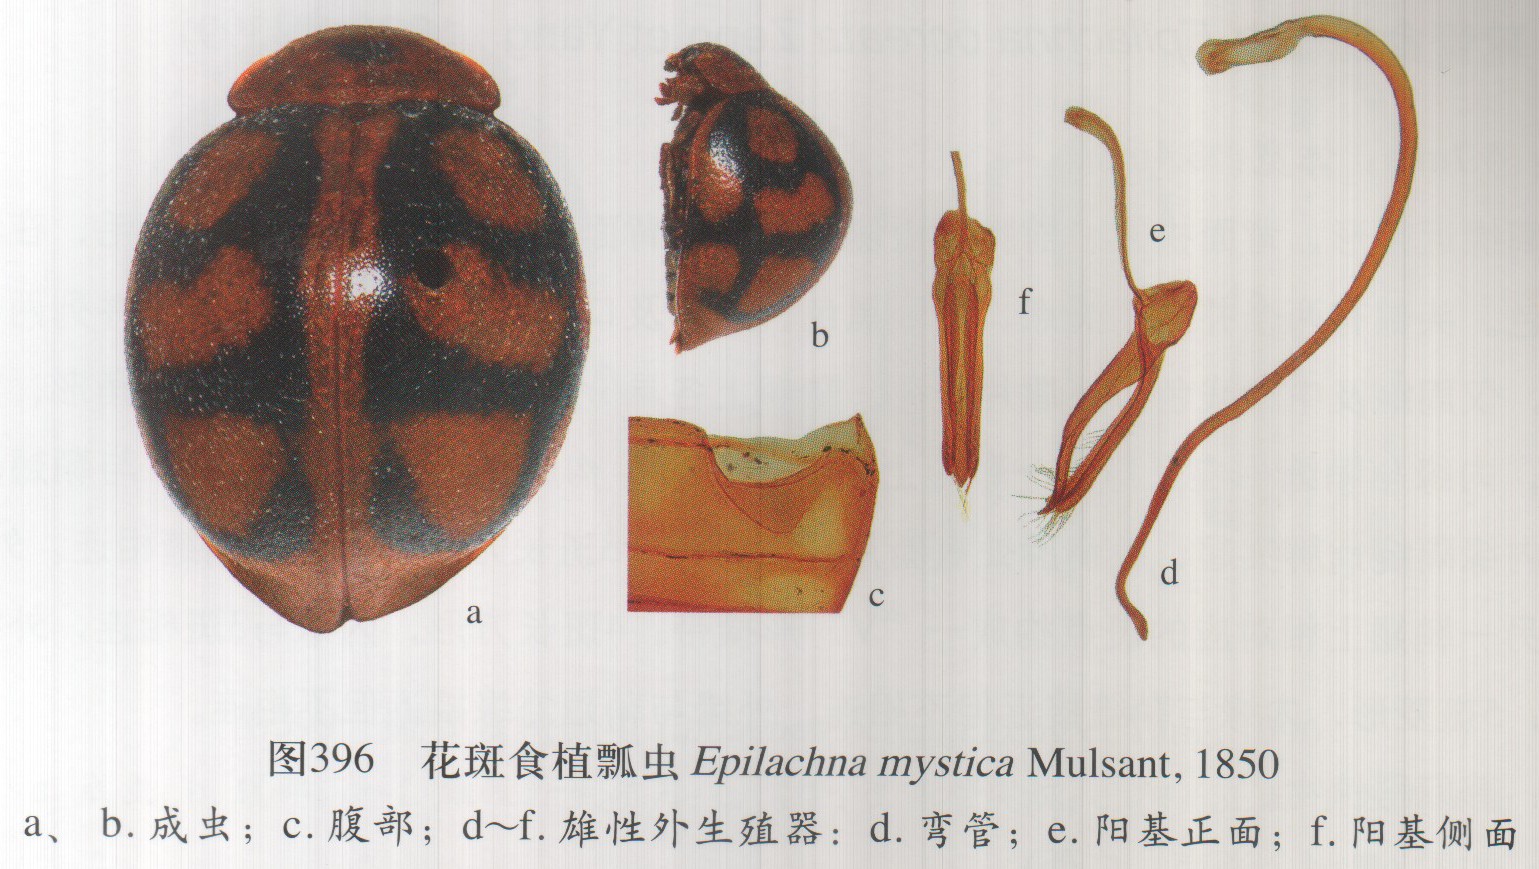 a
b
c
d
e
f
图396 花斑食植瓢虫 Epilachna mystica Mulsant, 1850
a、b. 成虫; c. 腹部; d~f. 雄性外生殖器: d. 弯管; e. 阳基正面; f. 阳基侧面